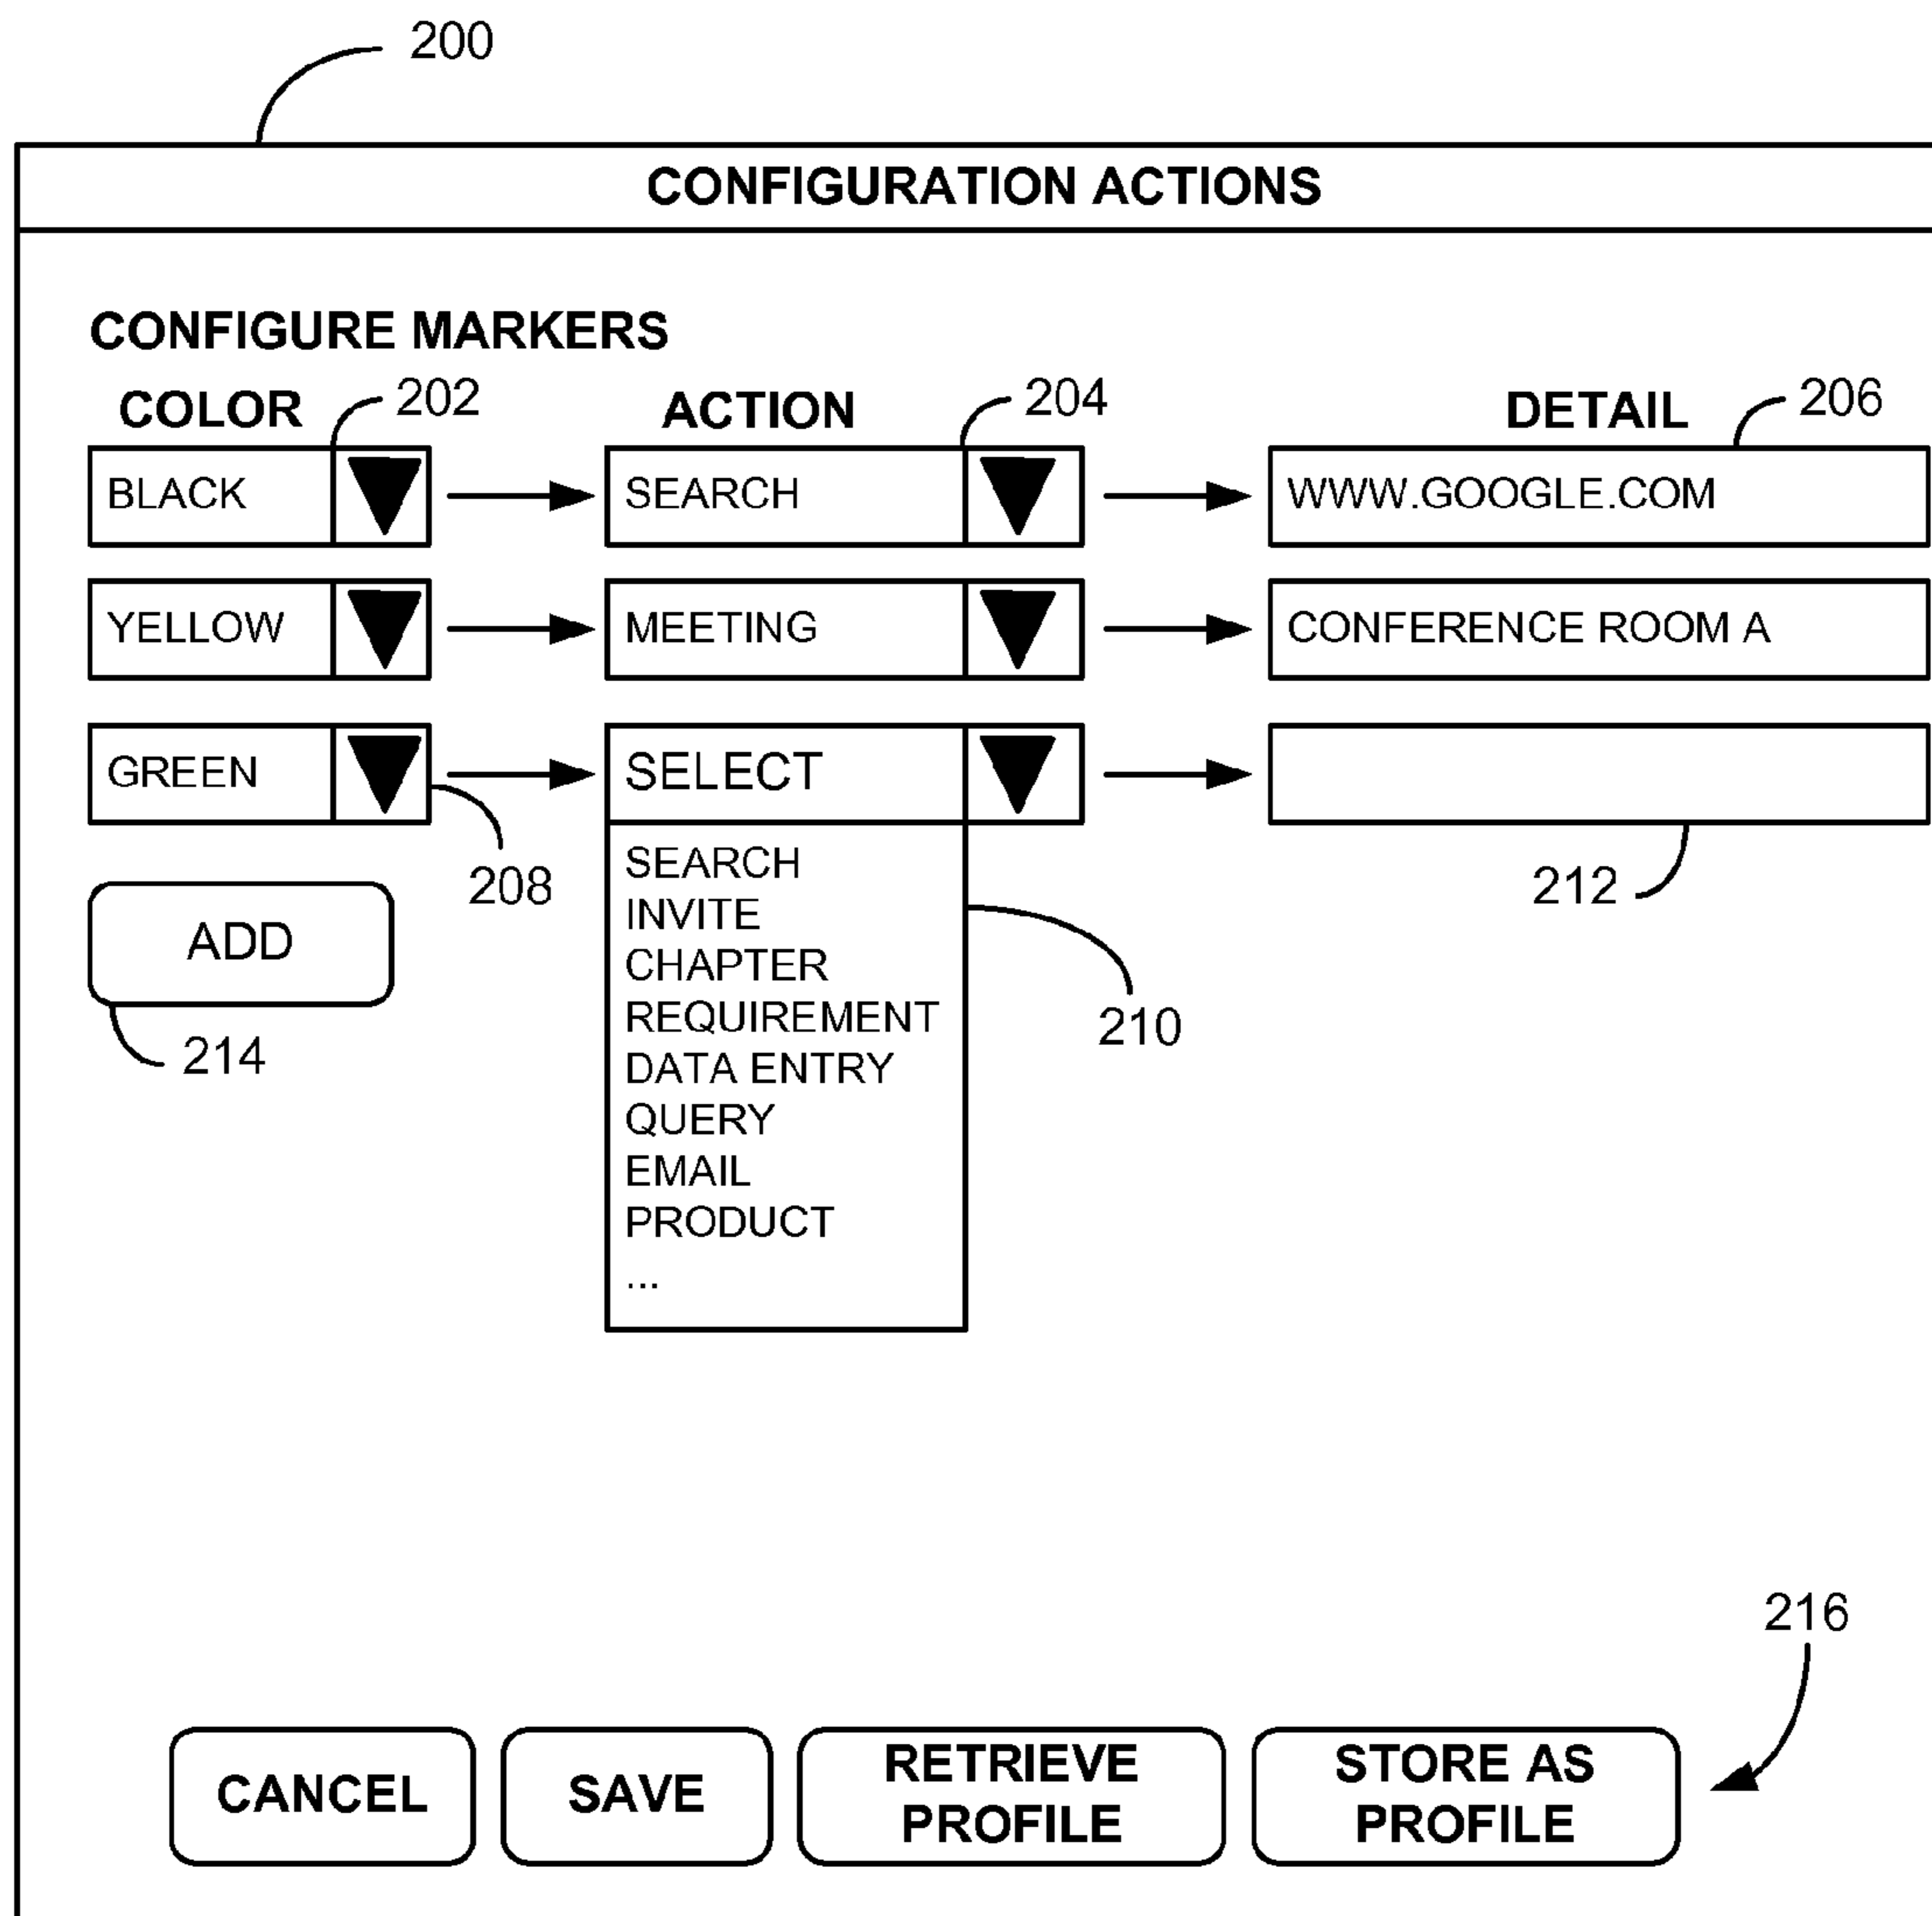 200
CONFIGURATION ACTIONS
CONFIGURE MARKERS
COLOR 202 ACTION 204 DETAIL 206
BLACK SEARCH WWW.GOOGLE.COM
YELLOW MEETING CONFERENCE ROOM A
GREEN SELECT
208
212
SEARCH
INVITE
CHAPTER
REQUIREMENT
DATA ENTRY
QUERY
EMAIL
PRODUCT
...
210
ADD
214
216
CANCEL
SAVE
RETRIEVE
PROFILE
STORE AS
PROFILE